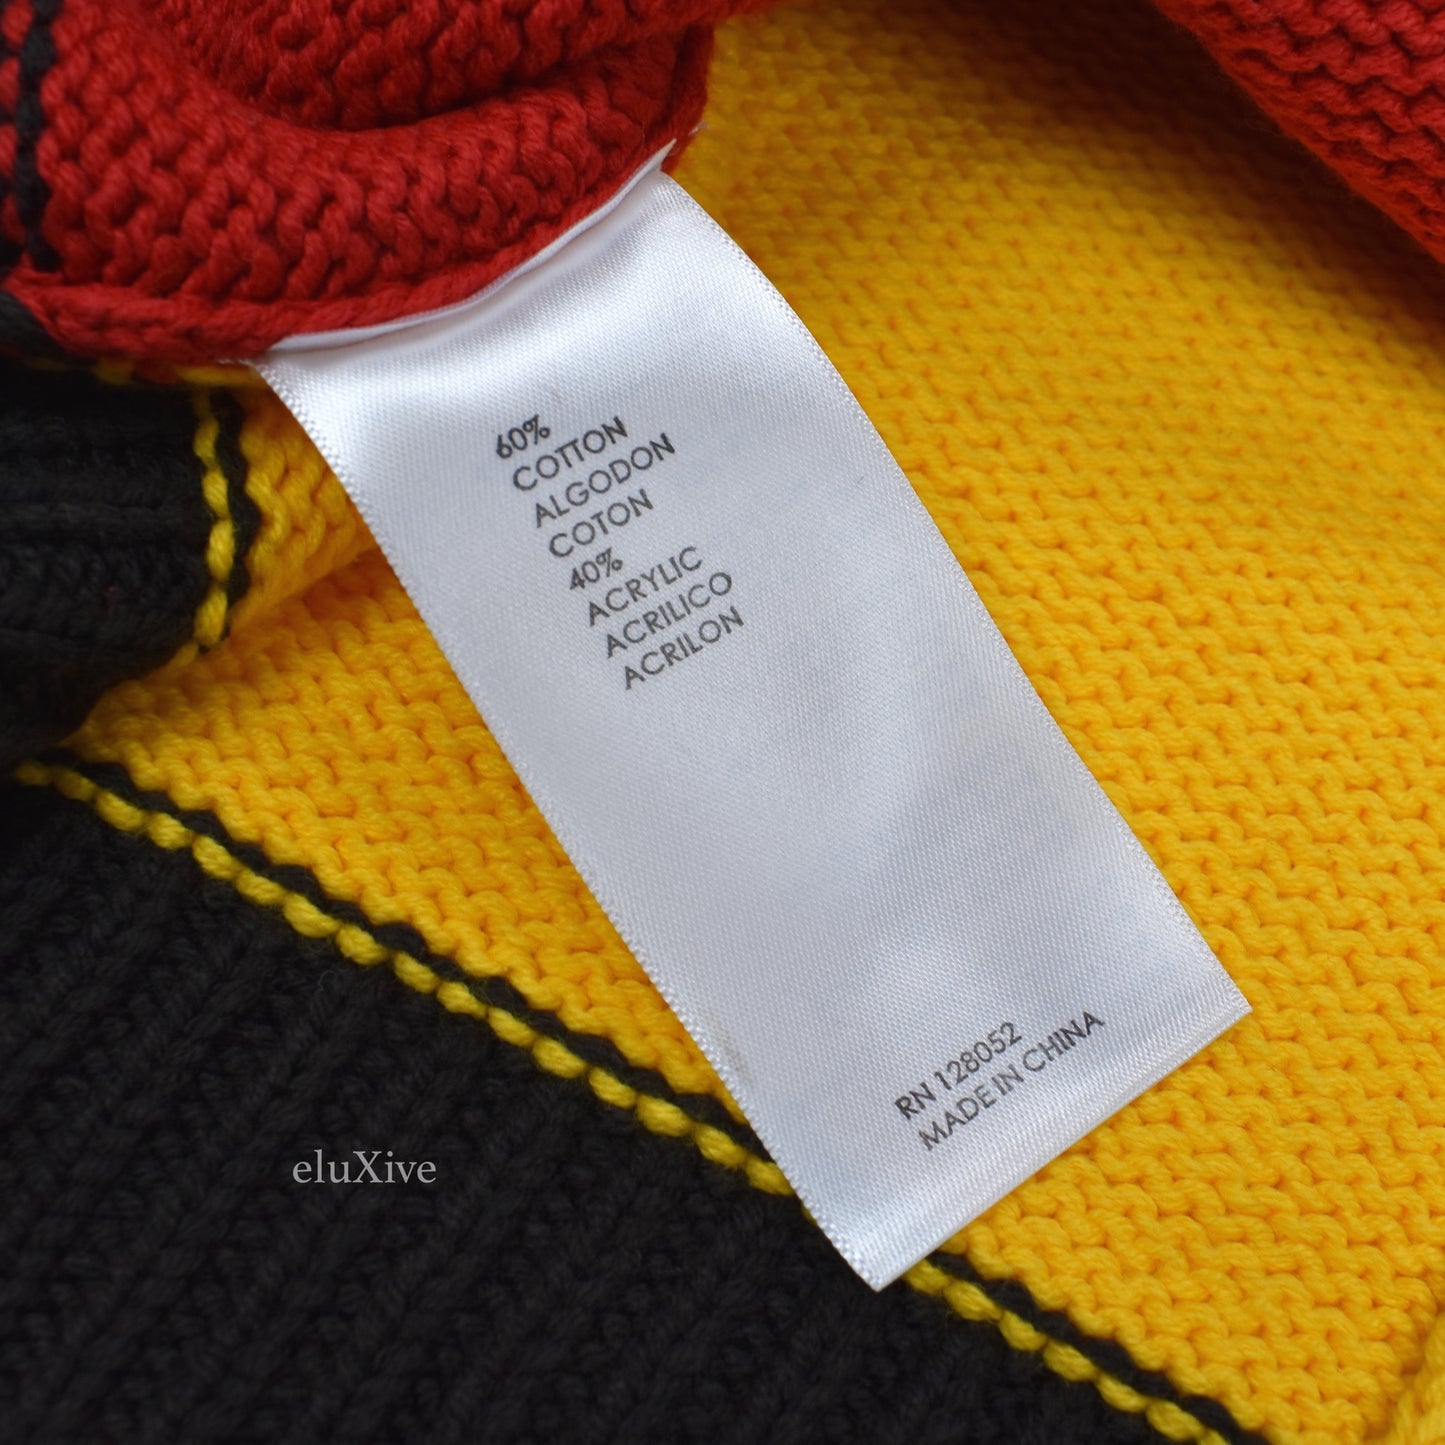 60%
COTTON
ALGODON
COTON
40%
ACRYLIC
ACRILICO
ACRILON
RN 128052
MADE IN CHINA
eluXive